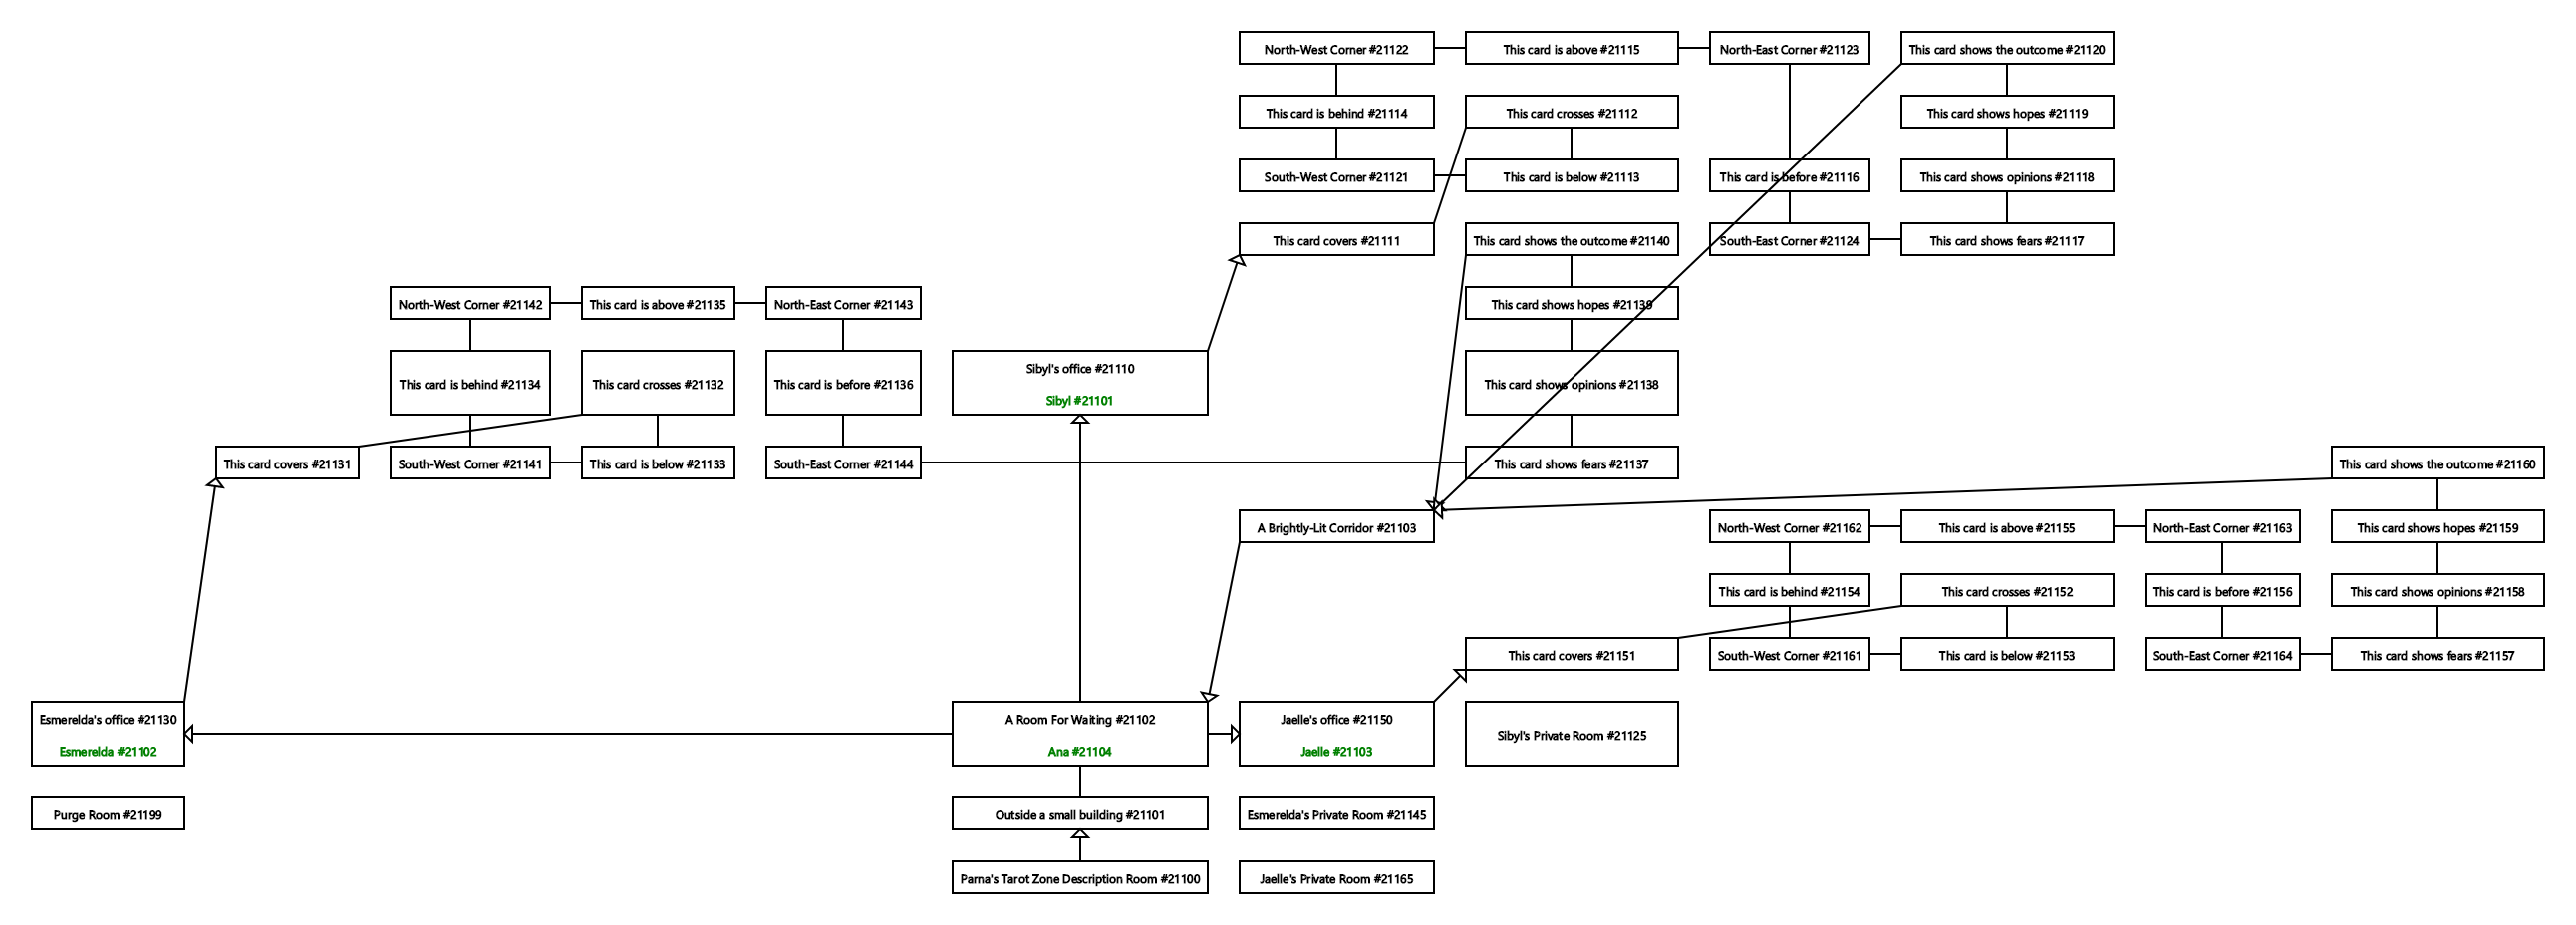 North-West Corner #21122
This card is above #21115
North-East Corner #21123
This card shows the outcome #21120
This card is behind #21114
This card crosses #21112
This card shows hopes #21119
South-West Corner #21121
This card is below #21113
This card is before #21116
This card shows opinions #21118
This card covers #21111
This card shows the outcome #21140
South-East Corner #21124
This card shows fears #21117
North-West Corner #21142
This card is above #21135
North-East Corner #21143
This card shows hopes #21139
This card is behind #21134
This card crosses #21132
This card is before #21136
Sibyl's office #21110
Sibyl #21101
This card shows opinions #21138
This card covers #21131
South-West Corner #21141
This card is below #21133
South-East Corner #21144
This card shows fears #21137
This card shows the outcome #21160
A Brightly-Lit Corridor #21103
North-West Corner #21162
This card is above #21155
North-East Corner #21163
This card shows hopes #21159
This card is behind #21154
This card crosses #21152
This card is before #21156
This card shows opinions #21158
This card covers #21151
South-West Corner #21161
This card is below #21153
South-East Corner #21164
This card shows fears #21157
Esmerelda's office #21130
Esmerelda #21102
A Room For Waiting #21102
Ana #21104
Jaelle's office #21150
Jaelle #21103
Sibyl's Private Room #21125
Purge Room #21199
Outside a small building #21101
Esmerelda's Private Room #21145
Parna's Tarot Zone Description Room #21100
Jaelle's Private Room #21165